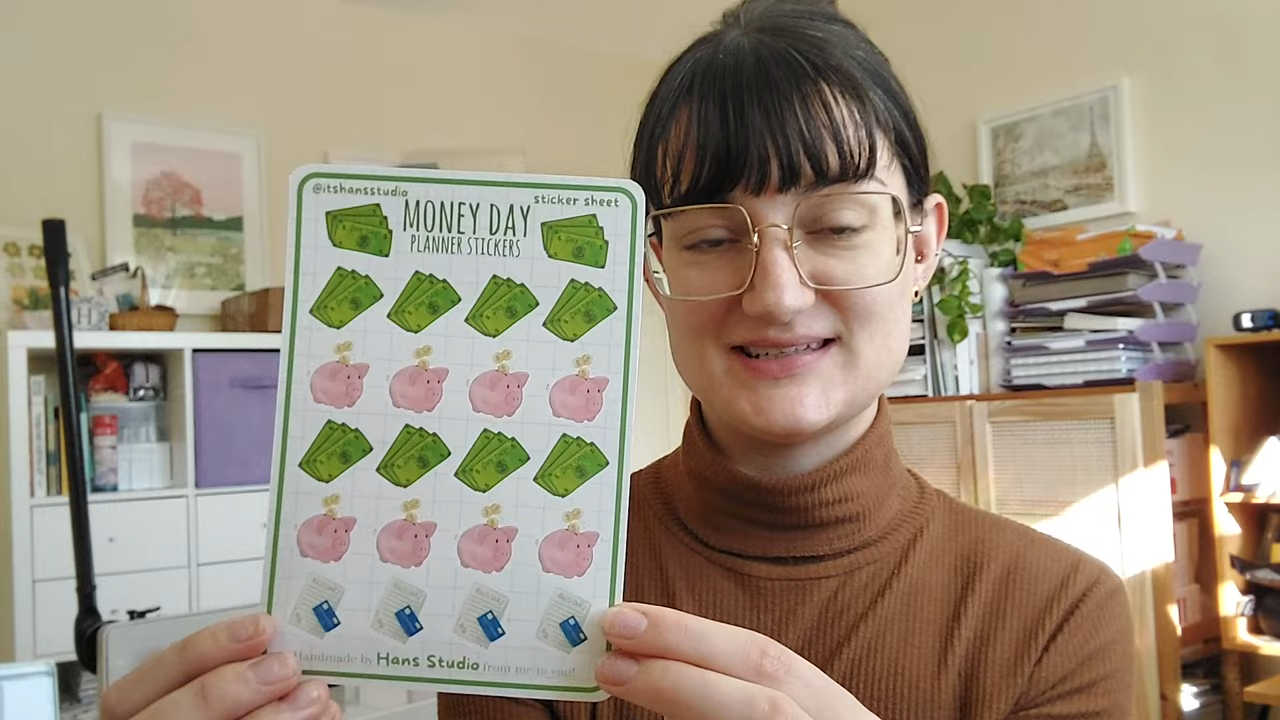 @itshansstudio
sticker sheet
MONEY DAY
PLANNER STICKERS
Handmade by Hans Studio from me to you!